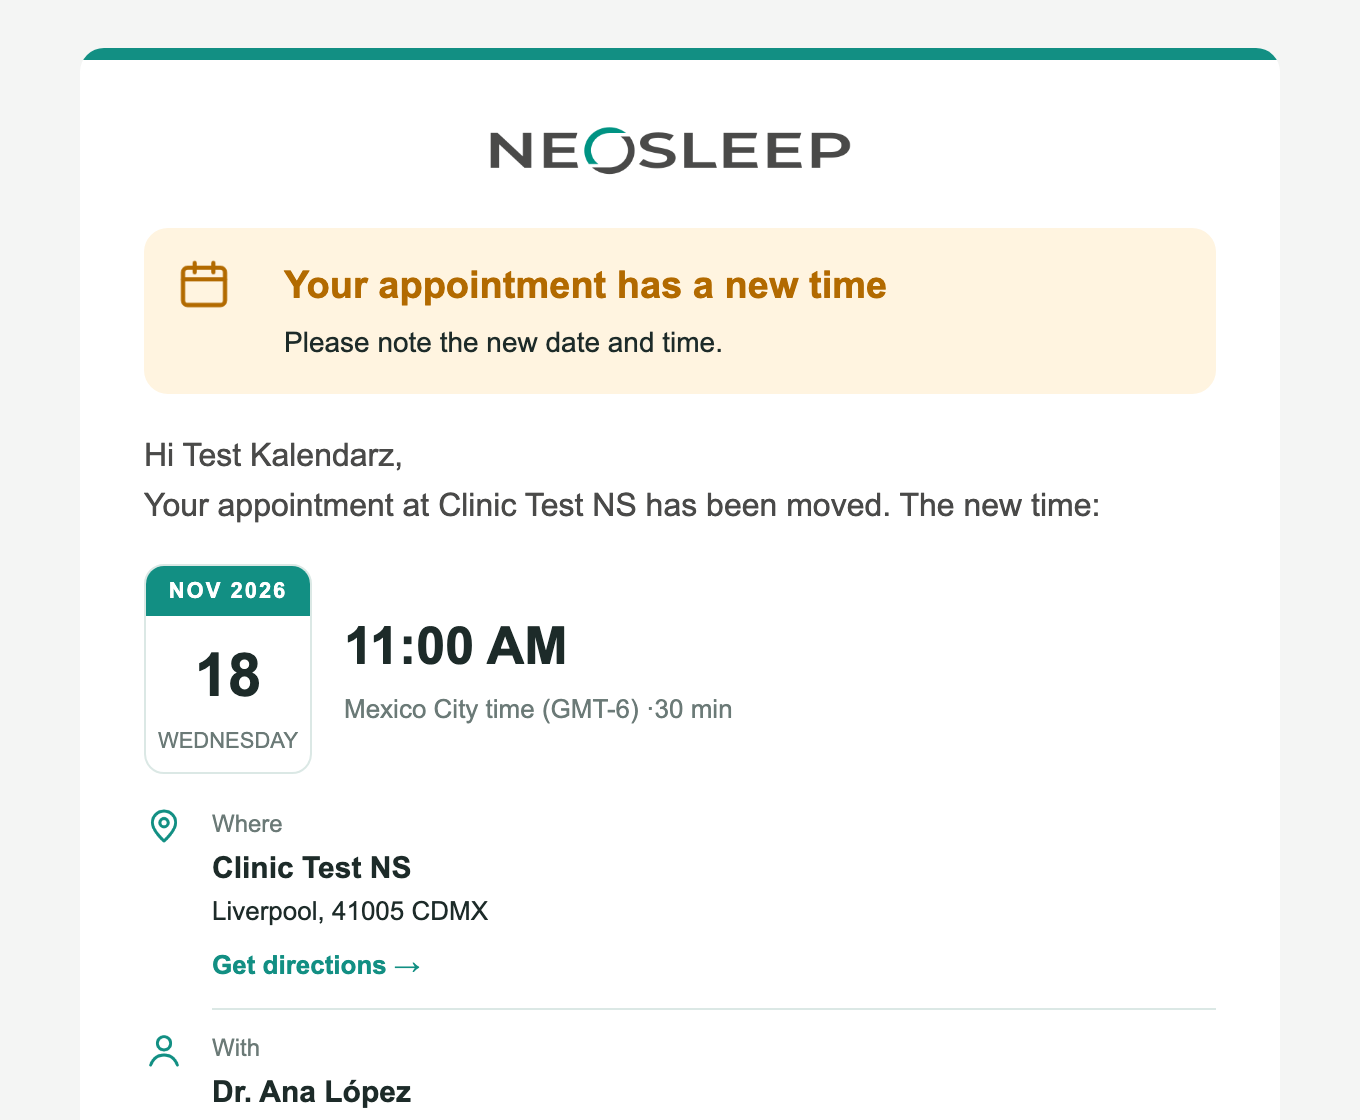 NEOSLEEP
Your appointment has a new time
Please note the new date and time.
Hi Test Kalendarz,
Your appointment at Clinic Test NS has been moved. The new time:
NOV 2026
18
WEDNESDAY
11:00 AM
Mexico City time (GMT-6) ·30 min
Where
Clinic Test NS
Liverpool, 41005 CDMX
Get directions →
With
Dr. Ana López